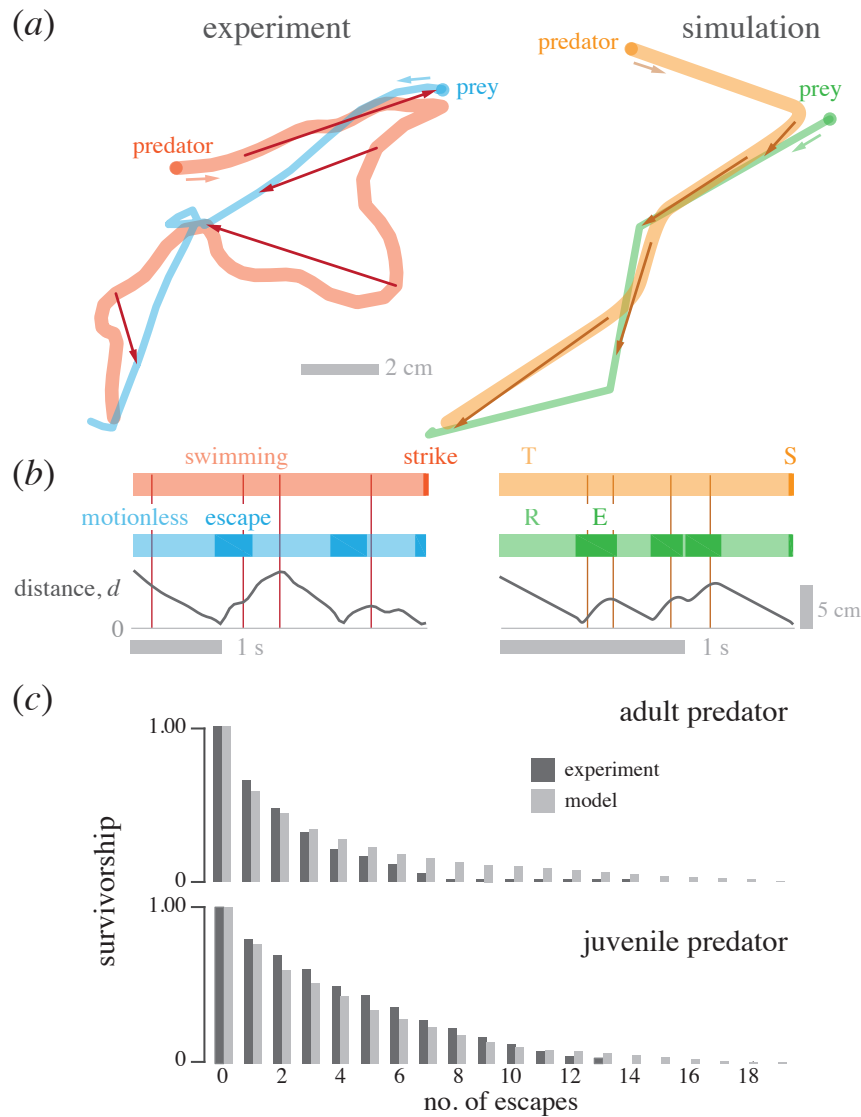 (a)
experiment
simulation
predator
prey
prey
predator
2 cm
(b)
swimming
strike
T
S
motionless
escape
R
E
distance, d
0
5 cm
1 s
1 s
(c)
adult predator
1.00
experiment
model
0
survivorship
1.00
juvenile predator
0
0 2 4 6 8 10 12 14 16 18
no. of escapes